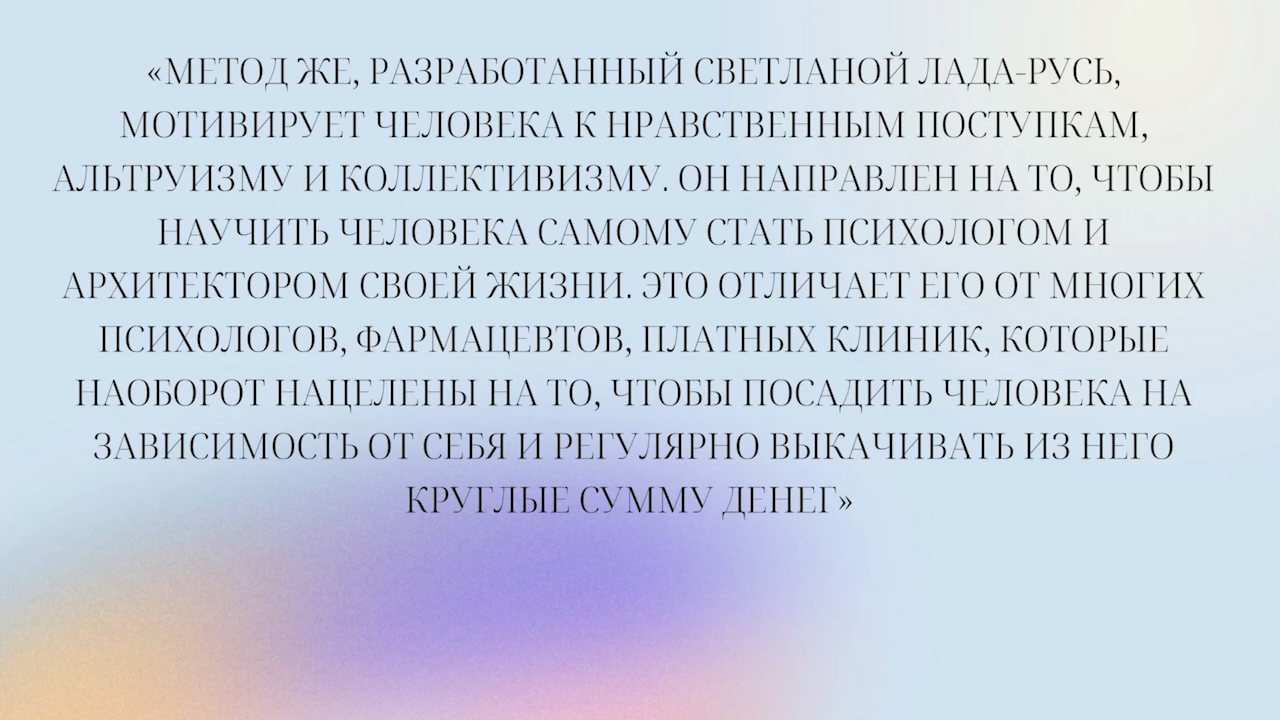 «МЕТОД ЖЕ, РАЗРАБОТАННЫЙ СВЕТЛАНОЙ ЛАДА-РУСЬ,
МОТИВИРУЕТ ЧЕЛОВЕКА К НРАВСТВЕННЫМ ПОСТУПКАМ,
АЛЬТРУИЗМУ И КОЛЛЕКТИВИЗМУ. ОН НАПРАВЛЕН НА ТО, ЧТОБЫ
НАУЧИТЬ ЧЕЛОВЕКА САМОМУ СТАТЬ ПСИХОЛОГОМ И
АРХИТЕКТОРОМ СВОЕЙ ЖИЗНИ. ЭТО ОТЛИЧАЕТ ЕГО ОТ МНОГИХ
ПСИХОЛОГОВ, ФАРМАЦЕВТОВ, ПЛАТНЫХ КЛИНИК, КОТОРЫЕ
НАОБОРОТ НАЦЕЛЕНЫ НА ТО, ЧТОБЫ ПОСАДИТЬ ЧЕЛОВЕКА НА
ЗАВИСИМОСТЬ ОТ СЕБЯ И РЕГУЛЯРНО ВЫКАЧИВАТЬ ИЗ НЕГО
КРУГЛЫЕ СУММУ ДЕНЕГ»